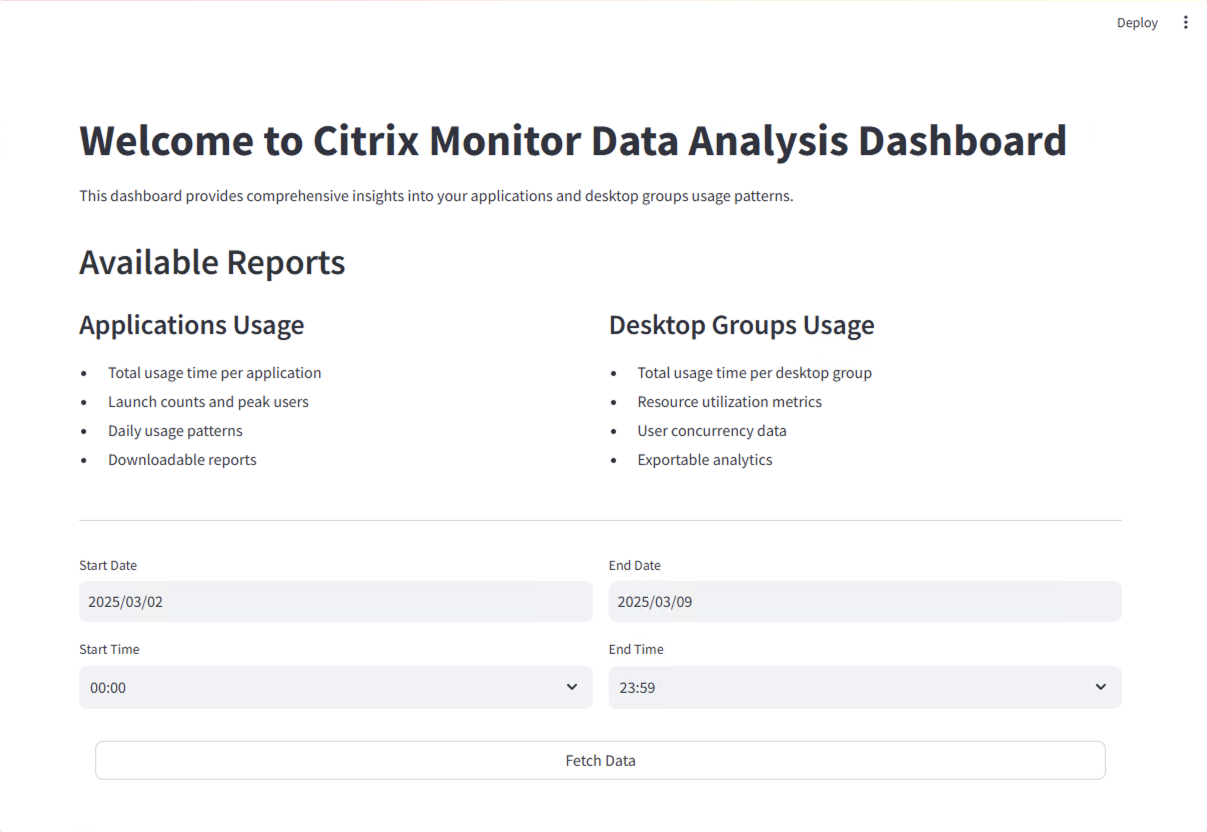 Deploy
Welcome to Citrix Monitor Data Analysis Dashboard
This dashboard provides comprehensive insights into your applications and desktop groups usage patterns.
Available Reports
Applications Usage
• Total usage time per application
• Launch counts and peak users
• Daily usage patterns
• Downloadable reports
Desktop Groups Usage
• Total usage time per desktop group
• Resource utilization metrics
• User concurrency data
• Exportable analytics
Start Date
2025/03/02
End Date
2025/03/09
Start Time
00:00
End Time
23:59
Fetch Data